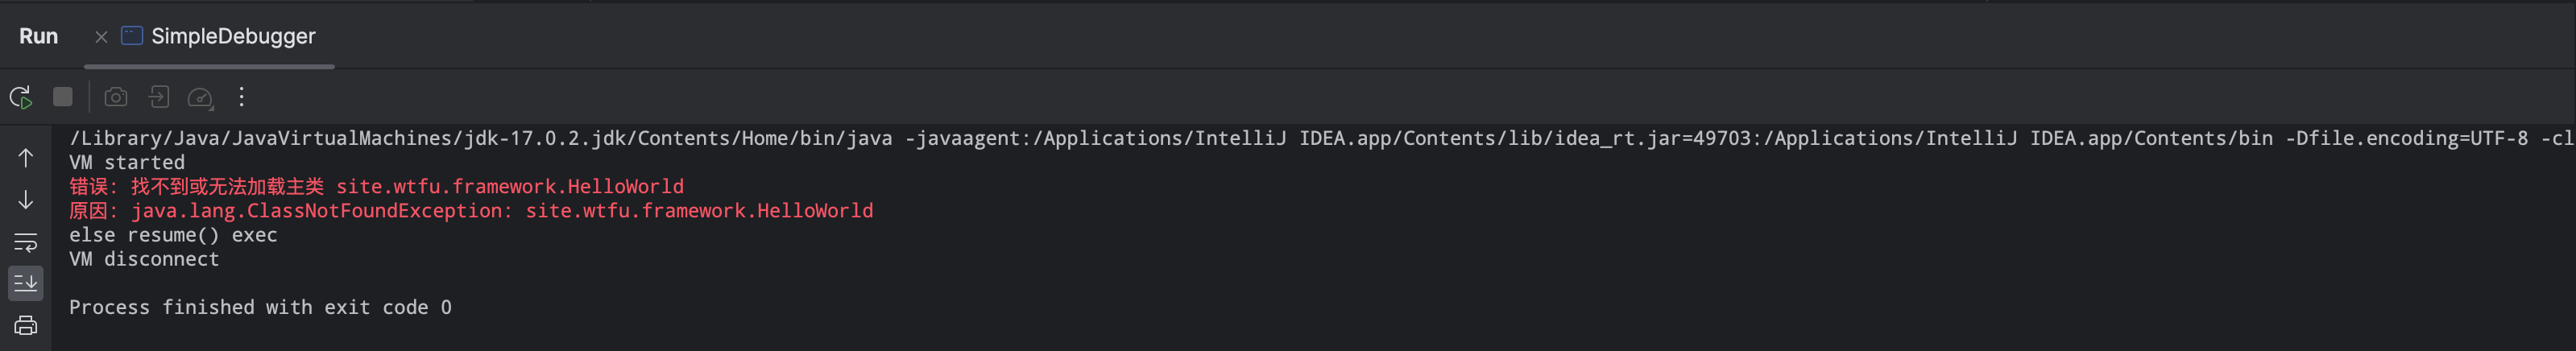 Run
SimpleDebugger
/Library/Java/JavaVirtualMachines/jdk-17.0.2.jdk/Contents/Home/bin/java -javaagent:/Applications/IntelliJ IDEA.app/Contents/lib/idea_rt.jar=49703:/Applications/IntelliJ IDEA.app/Contents/bin -Dfile.encoding=UTF-8 -cl
VM started
错误: 找不到或无法加载主类 site.wtfu.framework.HelloWorld
原因: java.lang.ClassNotFoundException: site.wtfu.framework.HelloWorld
else resume() exec
VM disconnect
Process finished with exit code 0